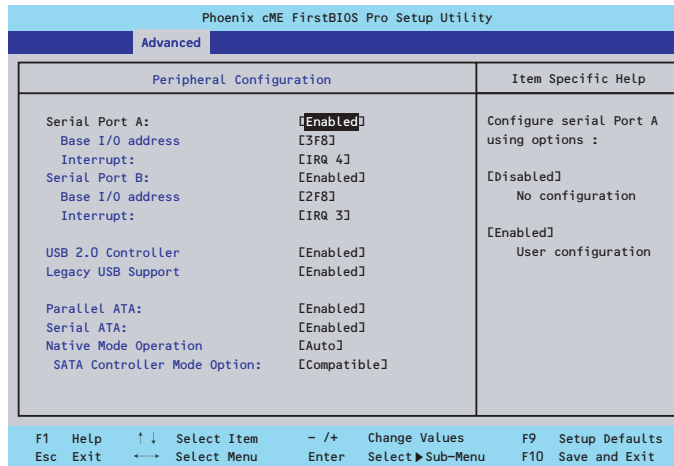 Phoenix cME FirstBIOS Pro Setup Utility
Advanced
Peripheral Configuration
Item Specific Help
Serial Port A: [Enabled]
Base I/O address [3F8]
Interrupt: [IRQ 4]
Serial Port B: [Enabled]
Base I/O address [2F8]
Interrupt: [IRQ 3]
USB 2.0 Controller [Enabled]
Legacy USB Support [Enabled]
Parallel ATA: [Enabled]
Serial ATA: [Enabled]
Native Mode Operation [Auto]
SATA Controller Mode Option: [Compatible]
Configure serial Port A
using options :
[Disabled]
No configuration
[Enabled]
User configuration
F1 Help ↑↓ Select Item - /+ Change Values F9 Setup Defaults
Esc Exit ←→ Select Menu Enter Select▶Sub-Menu F10 Save and Exit